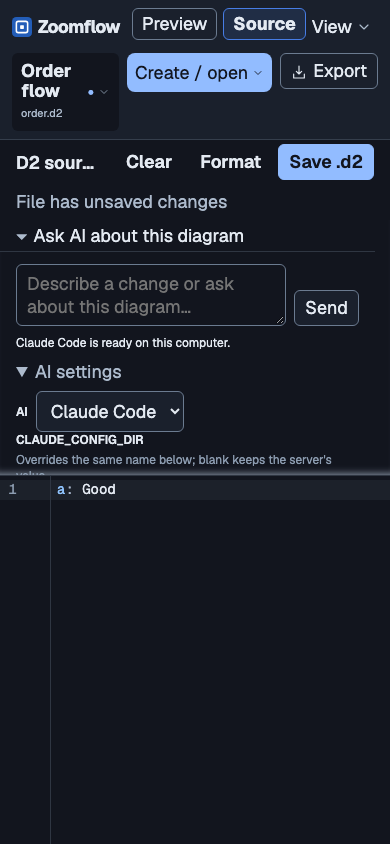 Zoomflow
Preview
Source
View
Order
flow
order.d2
Create / open
Export
D2 sour...
Clear
Format
Save .d2
File has unsaved changes
Ask AI about this diagram
Describe a change or ask
about this diagram...
Send
Claude Code is ready on this computer.
AI settings
AI
Claude Code
CLAUDE_CONFIG_DIR
Overrides the same name below; blank keeps the server's
1
a: Good